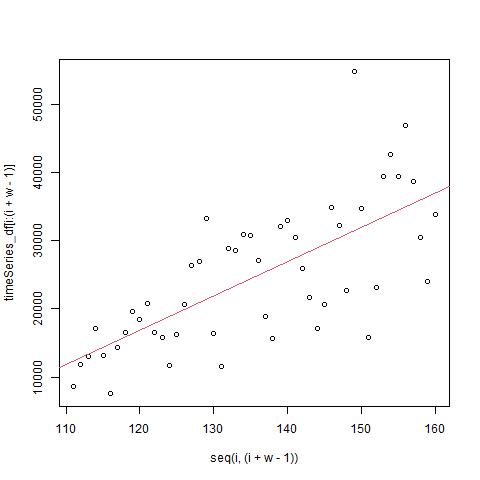 timeSeries_df[i:(i + w - 1)]
50000
40000
30000
20000
10000
110 120 130 140 150 160
seq(i, (i + w - 1))